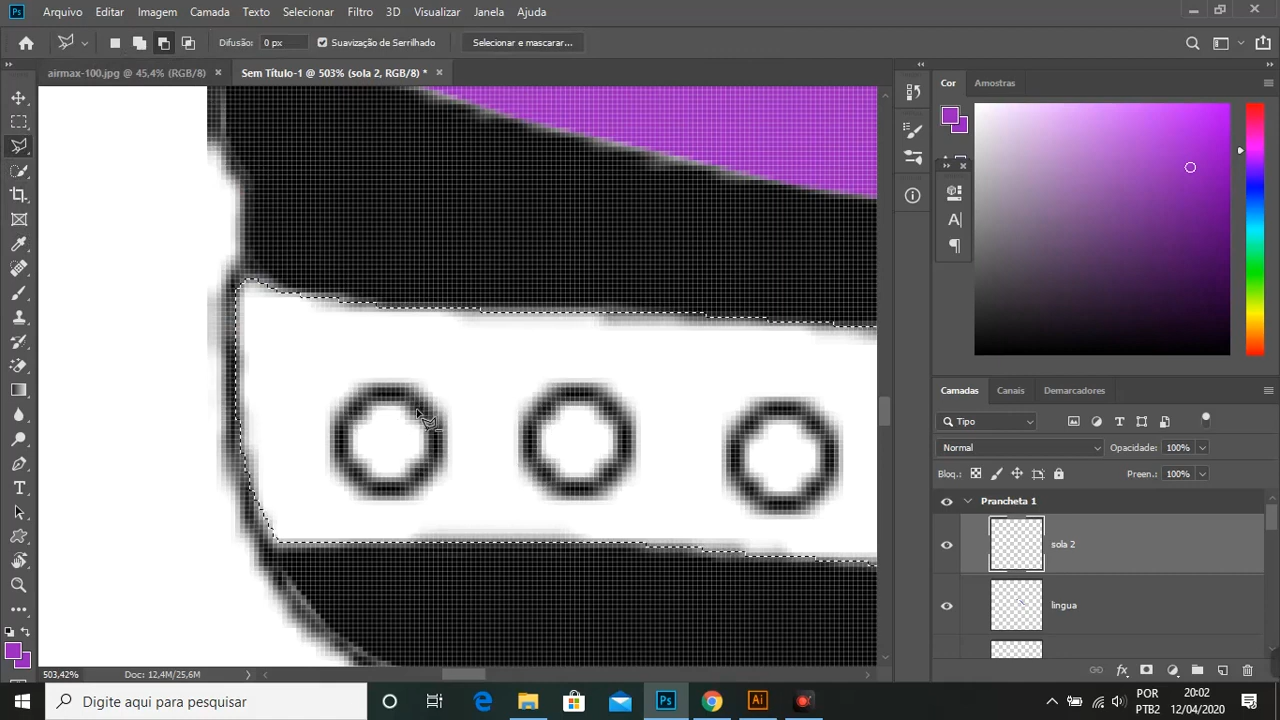 Ps Arquivo Editar Imagem Camada Texto Selecionar Filtro 3D Visualizar Janela Ajuda
Difusão: 0 px Suavização de Serrilhado Selecionar e mascarar...
airmax-100.jpg @ 45,4% (RGB/8) × Sem Título-1 @ 503% (sola 2, RGB/8) * ×
Cor Amostras
Camadas Canais Demarcadores
Tipo
Normal Opacidade: 100%
Bloq.: Preen.: 100%
Prancheta 1
sola 2
lingua
503,42% Doc: 12,4M/25,6M
Digite aqui para pesquisar
Ps Ai
POR
PTB2
20:02
12/04/2020